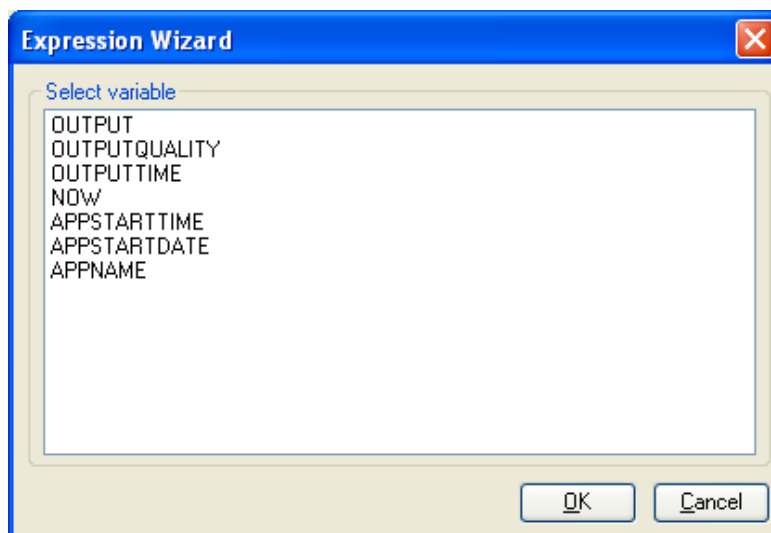 Expression Wizard
Select variable
OUTPUT
OUTPUTQUALITY
OUTPUTTIME
NOW
APPSTARTTIME
APPSTARTDATE
APPNAME
OK Cancel